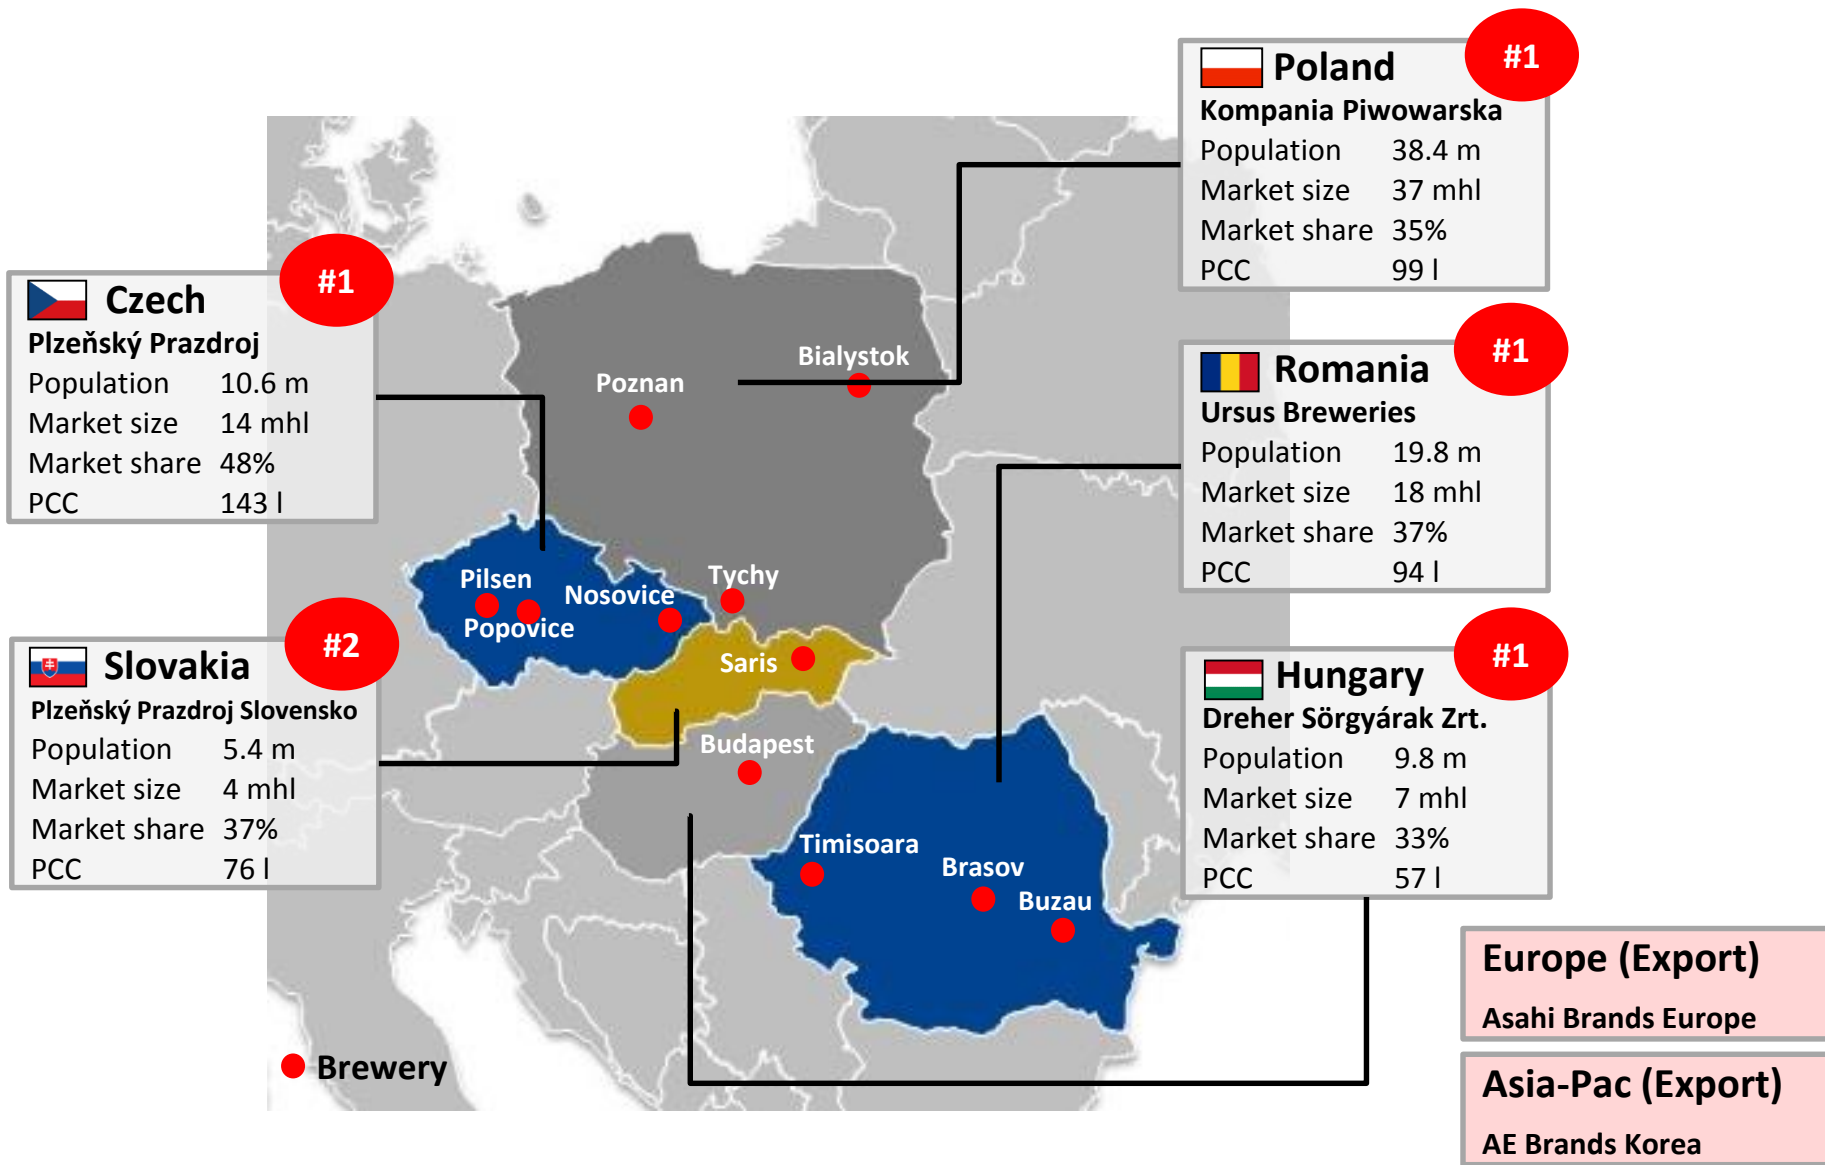 Poland
#1
Kompania Piwowarska
Population 38.4 m
Market size 37 mhl
Market share 35%
PCC 99 l
Czech
#1
Plzeňský Prazdroj
Population 10.6 m
Market size 14 mhl
Market share 48%
PCC 143 l
Romania
#1
Ursus Breweries
Population 19.8 m
Market size 18 mhl
Market share 37%
PCC 94 l
Slovakia
#2
Plzeňský Prazdroj Slovensko
Population 5.4 m
Market size 4 mhl
Market share 37%
PCC 76 l
Hungary
#1
Dreher Sörgyárak Zrt.
Population 9.8 m
Market size 7 mhl
Market share 33%
PCC 57 l
Bialystok
Poznan
Tychy
Pilsen
Nosovice
Popovice
Saris
Budapest
Timisoara
Brasov
Buzau
Brewery
Europe (Export)
Asahi Brands Europe
Asia-Pac (Export)
AE Brands Korea